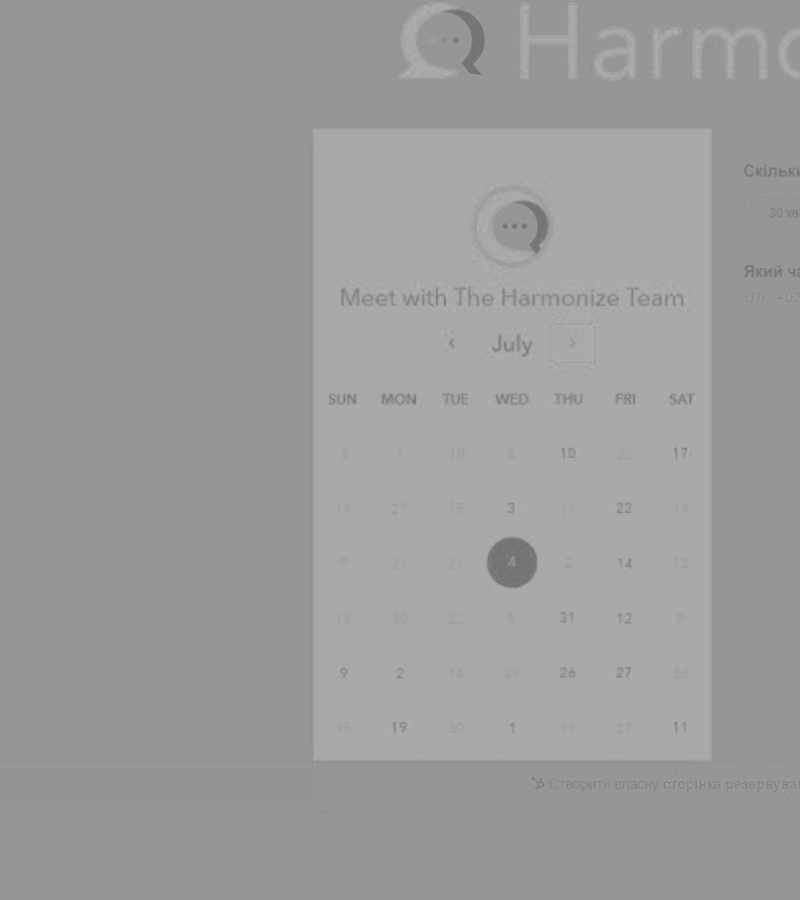 Harmo
Meet with The Harmonize Team
‹ July ›
SUN MON TUE WED THU FRI SAT
3 1 10 5 10 22 17
19 27 15 3 11 22 14
9 21 21 4 2 14 12
18 30 22 5 31 12 6
9 2 16 29 26 27 26
15 19 30 1 11 27 11
Скільки
30 хв
Який ча
UTC +03
Створити власну сторінка резервува